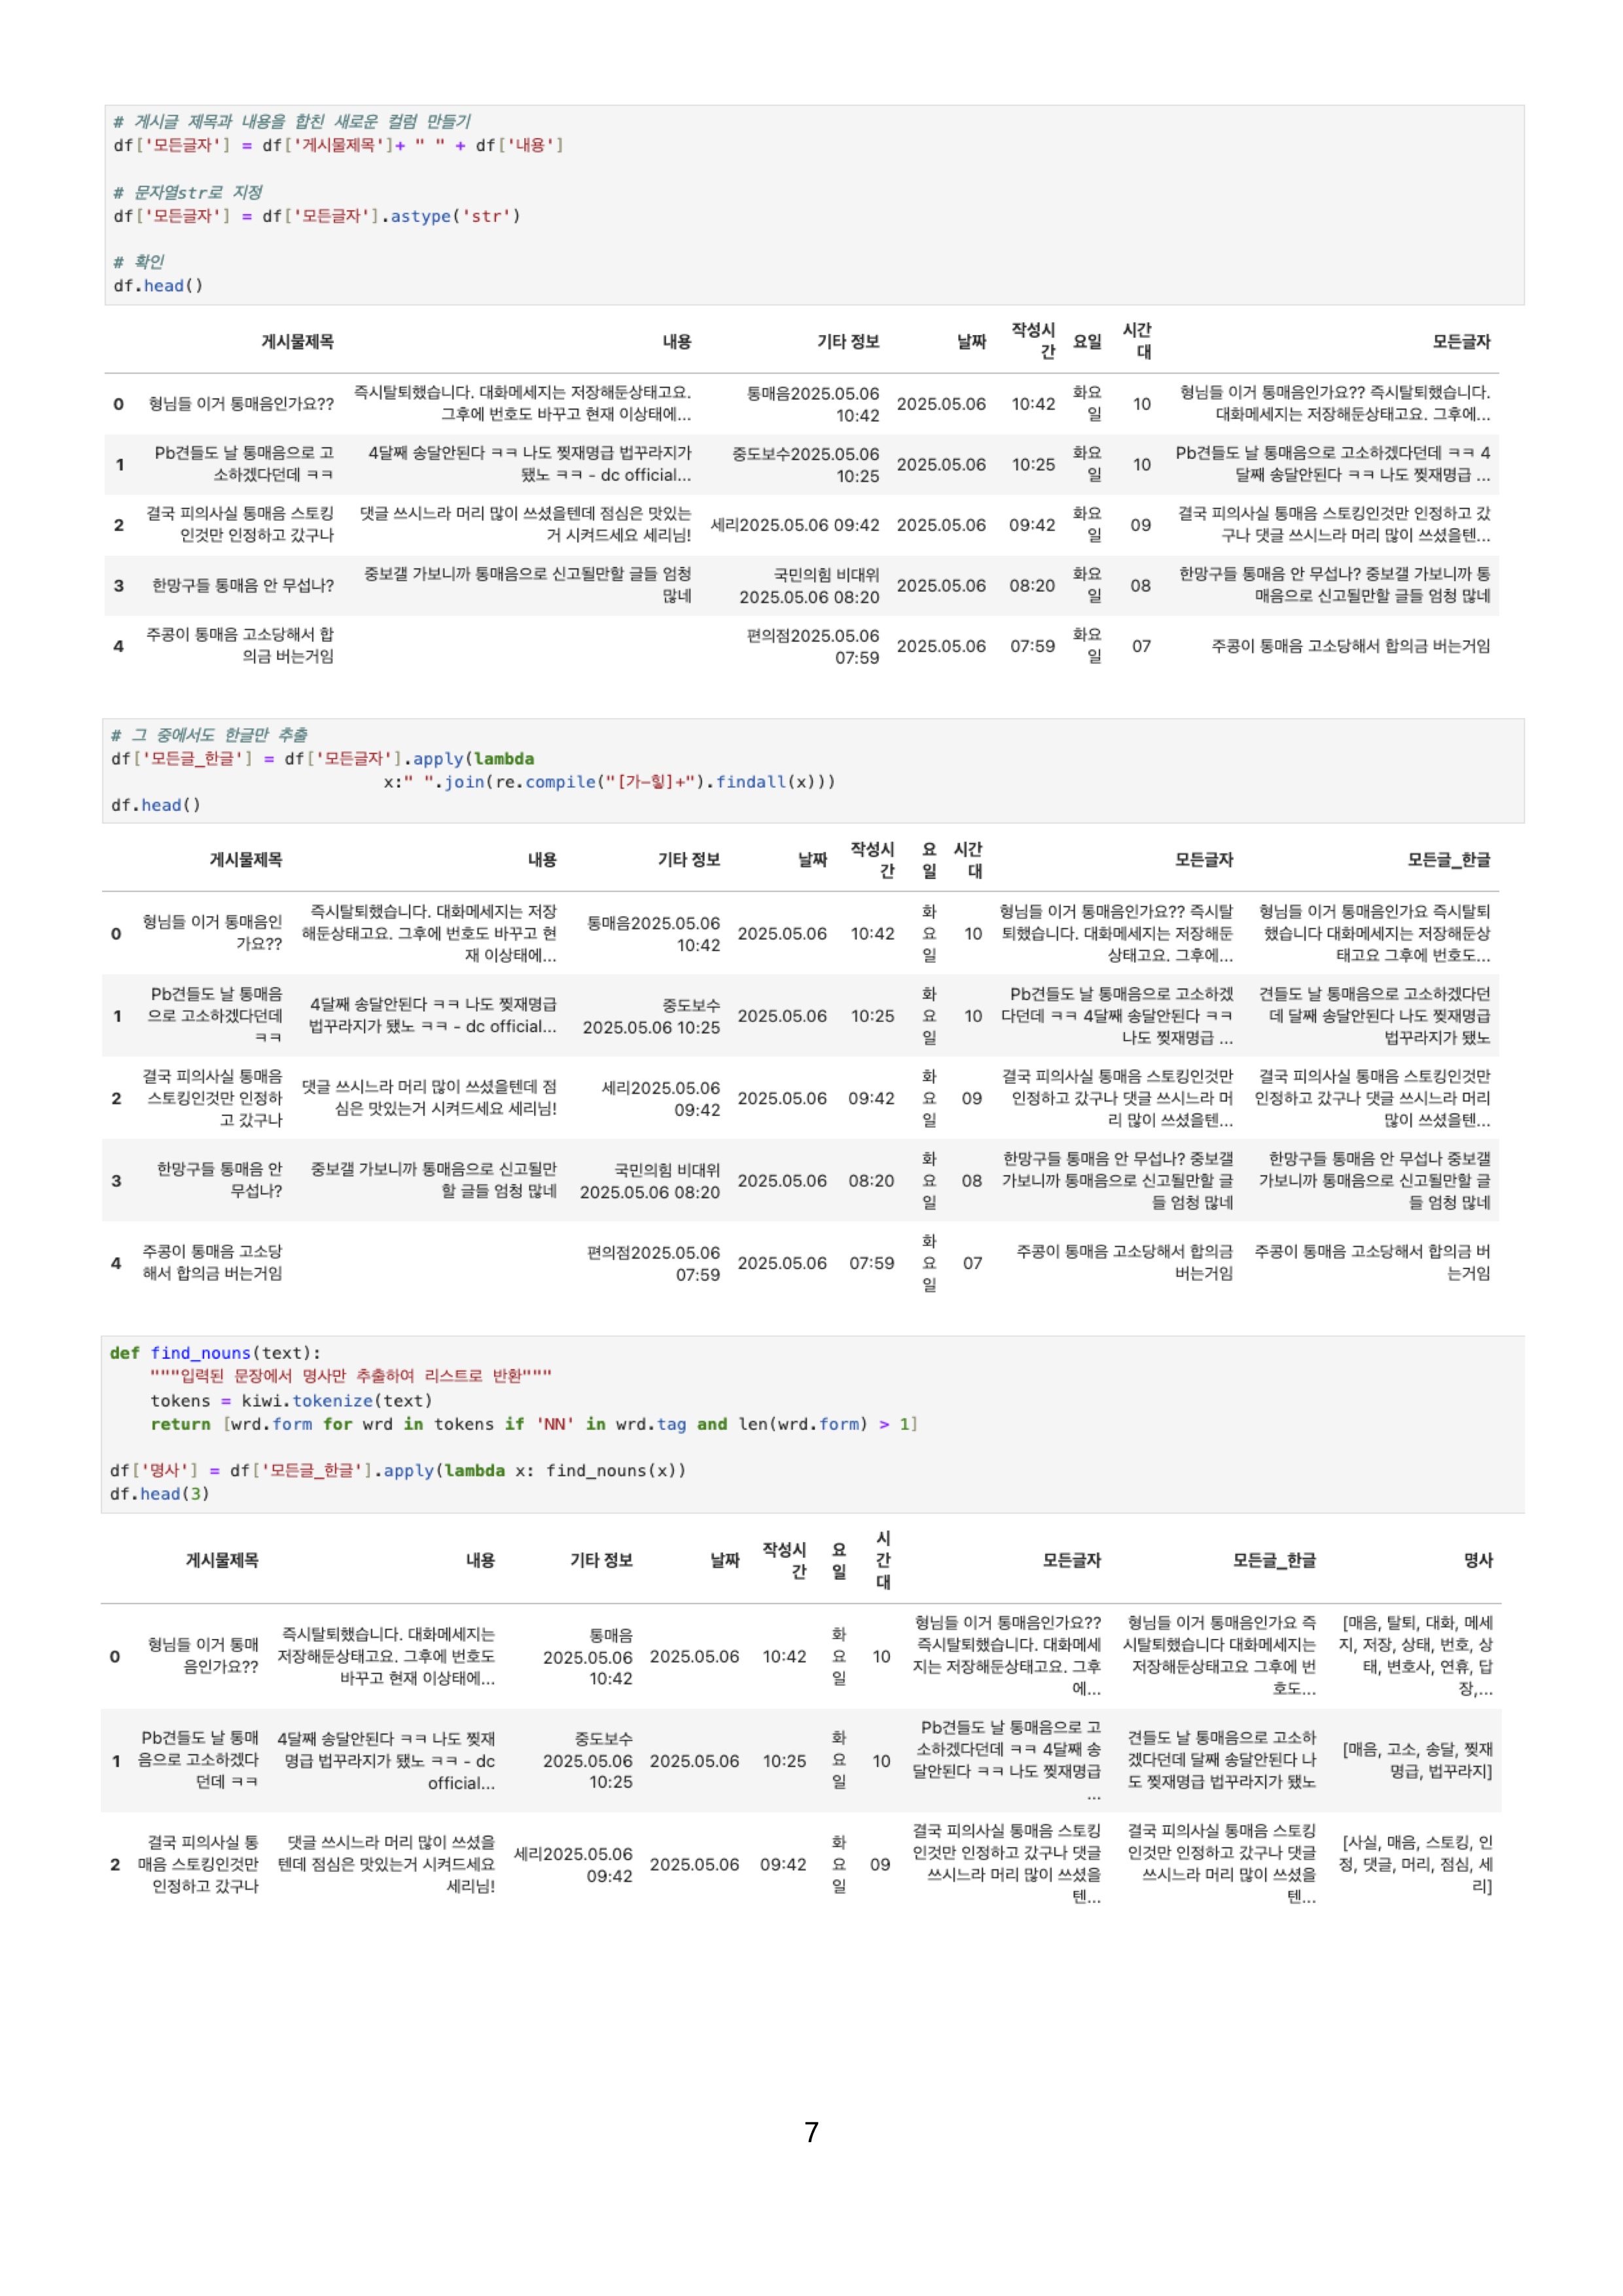 # 게시글 제목과 내용을 합친 새로운 컬럼 만들기
df['모든글자'] = df['게시물제목']+ " " + df['내용']
# 문자열str로 지정
df['모든글자'] = df['모든글자'].astype('str')
# 확인
df.head()
게시물제목 내용 기타 정보 날짜 작성시 요일 시간 모든글자
간 대
0 형님들 이거 통매음인가요?? 즉시탈퇴했습니다. 대화메세지는 저장해둔상태고요. 통매음2025.05.06 2025.05.06 10:42 화요 10 형님들 이거 통매음인가요?? 즉시탈퇴했습니다.
그후에 번호도 바꾸고 현재 이상태에... 10:42 일 대화메세지는 저장해둔상태고요. 그후에...
1 Pb견들도 날 통매음으로 고 4달째 송달안된다 ㅋㅋ 나도 찢재명급 법꾸라지가 중도보수2025.05.06 2025.05.06 10:25 화요 10 Pb견들도 날 통매음으로 고소하겠다던데 ㅋㅋ 4
소하겠다던데 ㅋㅋ 됐노 ㅋㅋ - dc official... 10:25 일 달째 송달안된다 ㅋㅋ 나도 찢재명급 ...
2 결국 피의사실 통매음 스토킹 댓글 쓰시느라 머리 많이 쓰셨을텐데 점심은 맛있는 세리2025.05.06 09:42 2025.05.06 09:42 화요 09 결국 피의사실 통매음 스토킹인것만 인정하고 갔
인것만 인정하고 갔구나 거 시켜드세요 세리님! 일 구나 댓글 쓰시느라 머리 많이 쓰셨을텐...
3 한망구들 통매음 안 무섭나? 중보갤 가보니까 통매음으로 신고될만할 글들 엄청 국민의힘 비대위 2025.05.06 08:20 화요 08 한망구들 통매음 안 무섭나? 중보갤 가보니까 통
많네 2025.05.06 08:20 일 매음으로 신고될만할 글들 엄청 많네
4 주콩이 통매음 고소당해서 합 편의점2025.05.06 2025.05.06 07:59 화요 07 주콩이 통매음 고소당해서 합의금 버는거임
의금 버는거임 07:59 일
# 그 중에서도 한글만 추출
df['모든글_한글'] = df['모든글자'].apply(lambda
x:" ".join(re.compile("[가-힣]+").findall(x)))
df.head()
게시물제목 내용 기타 정보 날짜 작성시 요 시간 모든글자 모든글_한글
간 일 대
즉시탈퇴했습니다. 대화메세지는 저장 화 형님들 이거 통매음인가요?? 즉시탈 형님들 이거 통매음인가요 즉시탈퇴
0 형님들 이거 통매음인 해둔상태고요. 그후에 번호도 바꾸고 현 통매음2025.05.06 2025.05.06 10:42 요 10 퇴했습니다. 대화메세지는 저장해둔 했습니다 대화메세지는 저장해둔상
가요?? 재 이상태에... 10:42 일 상태고요. 그후에... 태고요 그후에 번호도...
Pb견들도 날 통매음 화 Pb견들도 날 통매음으로 고소하겠 견들도 날 통매음으로 고소하겠다던
1 으로 고소하겠다던데 4달째 송달안된다 ㅋㅋ 나도 찢재명급 중도보수 2025.05.06 10:25 요 10 다던데 ㅋㅋ 4달째 송달안된다 ㅋㅋ 데 달째 송달안된다 나도 찢재명급
ㅋㅋ 법꾸라지가 됐노 ㅋㅋ - dc official... 2025.05.06 10:25 일 나도 찢재명급 ... 법꾸라지가 됐노
결국 피의사실 통매음 화 결국 피의사실 통매음 스토킹인것만 결국 피의사실 통매음 스토킹인것만
2 스토킹인것만 인정하 댓글 쓰시느라 머리 많이 쓰셨을텐데 점 세리2025.05.06 2025.05.06 09:42 요 09 인정하고 갔구나 댓글 쓰시느라 머 인정하고 갔구나 댓글 쓰시느라 머리
고 갔구나 심은 맛있는거 시켜드세요 세리님! 09:42 일 리 많이 쓰셨을텐... 많이 쓰셨을텐...
화 한망구들 통매음 안 무섭나? 중보갤 한망구들 통매음 안 무섭나 중보갤
3 한망구들 통매음 안 중보갤 가보니까 통매음으로 신고될만 국민의힘 비대위 2025.05.06 08:20 요 08 가보니까 통매음으로 신고될만할 글 가보니까 통매음으로 신고될만할 글
무섭나? 할 글들 엄청 많네 2025.05.06 08:20 일 들 엄청 많네 들 엄청 많네
화
4 주콩이 통매음 고소당 편의점2025.05.06 2025.05.06 07:59 요 07 주콩이 통매음 고소당해서 합의금 주콩이 통매음 고소당해서 합의금 버
해서 합의금 버는거임 07:59 일 버는거임 는거임
def find_nouns(text):
"""입력된 문장에서 명사만 추출하여 리스트로 반환"""
tokens = kiwi.tokenize(text)
return [wrd.form for wrd in tokens if 'NN' in wrd.tag and len(wrd.form) > 1]
df['명사'] = df['모든글_한글'].apply(lambda x: find_nouns(x))
df.head(3)
게시물제목 내용 기타 정보 날짜 작성시 요 시 모든글자 모든글_한글 명사
간 일 간
대
형님들 이거 통매음인가요?? 형님들 이거 통매음인가요 즉 [매음, 탈퇴, 대화, 메세
즉시탈퇴했습니다. 대화메세지는 통매음 화 즉시탈퇴했습니다. 대화메세 시탈퇴했습니다 대화메세지는 지, 저장, 상태, 번호, 상
0 형님들 이거 통매 저장해둔상태고요. 그후에 번호도 2025.05.06 2025.05.06 10:42 요 10 지는 저장해둔상태고요. 그후 저장해둔상태고요 그후에 번 태, 변호사, 연휴, 답
음인가요?? 바꾸고 현재 이상태에... 10:42 일 에... 호도... 장,...
Pb견들도 날 통매 4달째 송달안된다 ㅋㅋ 나도 찢재 중도보수 화 Pb견들도 날 통매음으로 고 견들도 날 통매음으로 고소하
1 음으로 고소하겠다 명급 법꾸라지가 됐노 ㅋㅋ - dc 2025.05.06 2025.05.06 10:25 요 10 소하겠다던데 ㅋㅋ 4달째 송 겠다던데 달째 송달안된다 나 [매음, 고소, 송달, 찢재
던데 ㅋㅋ official... 10:25 일 달안된다 ㅋㅋ 나도 찢재명급 도 찢재명급 법꾸라지가 됐노 명급, 법꾸라지]
...
결국 피의사실 통 댓글 쓰시느라 머리 많이 쓰셨을 화 결국 피의사실 통매음 스토킹 결국 피의사실 통매음 스토킹 [사실, 매음, 스토킹, 인
2 매음 스토킹인것만 텐데 점심은 맛있는거 시켜드세요 세리2025.05.06 2025.05.06 09:42 요 09 인것만 인정하고 갔구나 댓글 인것만 인정하고 갔구나 댓글 정, 댓글, 머리, 점심, 세
인정하고 갔구나 세리님! 09:42 일 쓰시느라 머리 많이 쓰셨을 쓰시느라 머리 많이 쓰셨을 리]
텐... 텐...
7